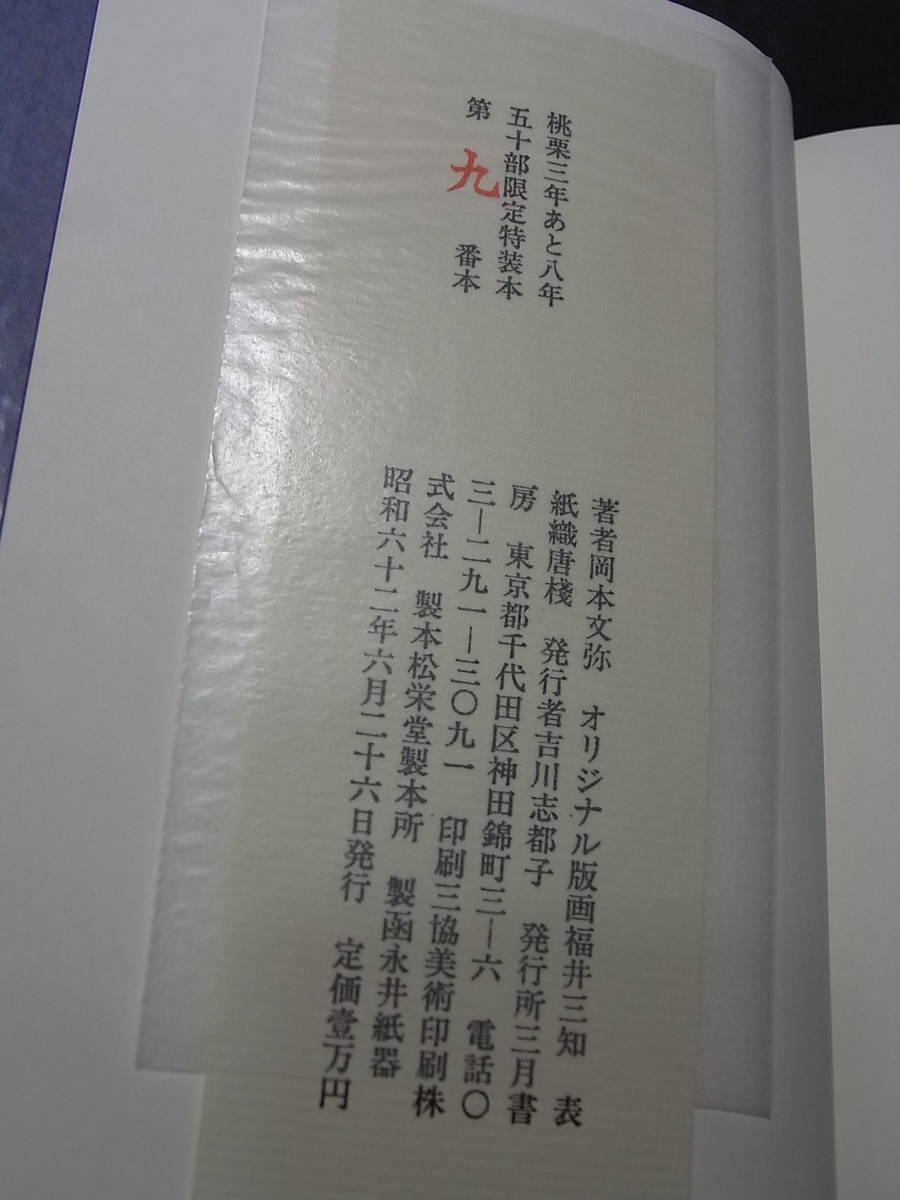 桃栗三年あと八年
五十部限定特装本
第 九 番本
著者岡本文弥 オリジナル版画福井三知 表
紙織唐棧 発行者吉川志都子 発行所三月書
房 東京都千代田区神田錦町三―六 電話〇
三―二九一―三〇九一 印刷三協美術印刷株
式会社 製本松栄堂製本所 製函永井紙器
昭和六十二年六月二十六日発行 定価壹万円